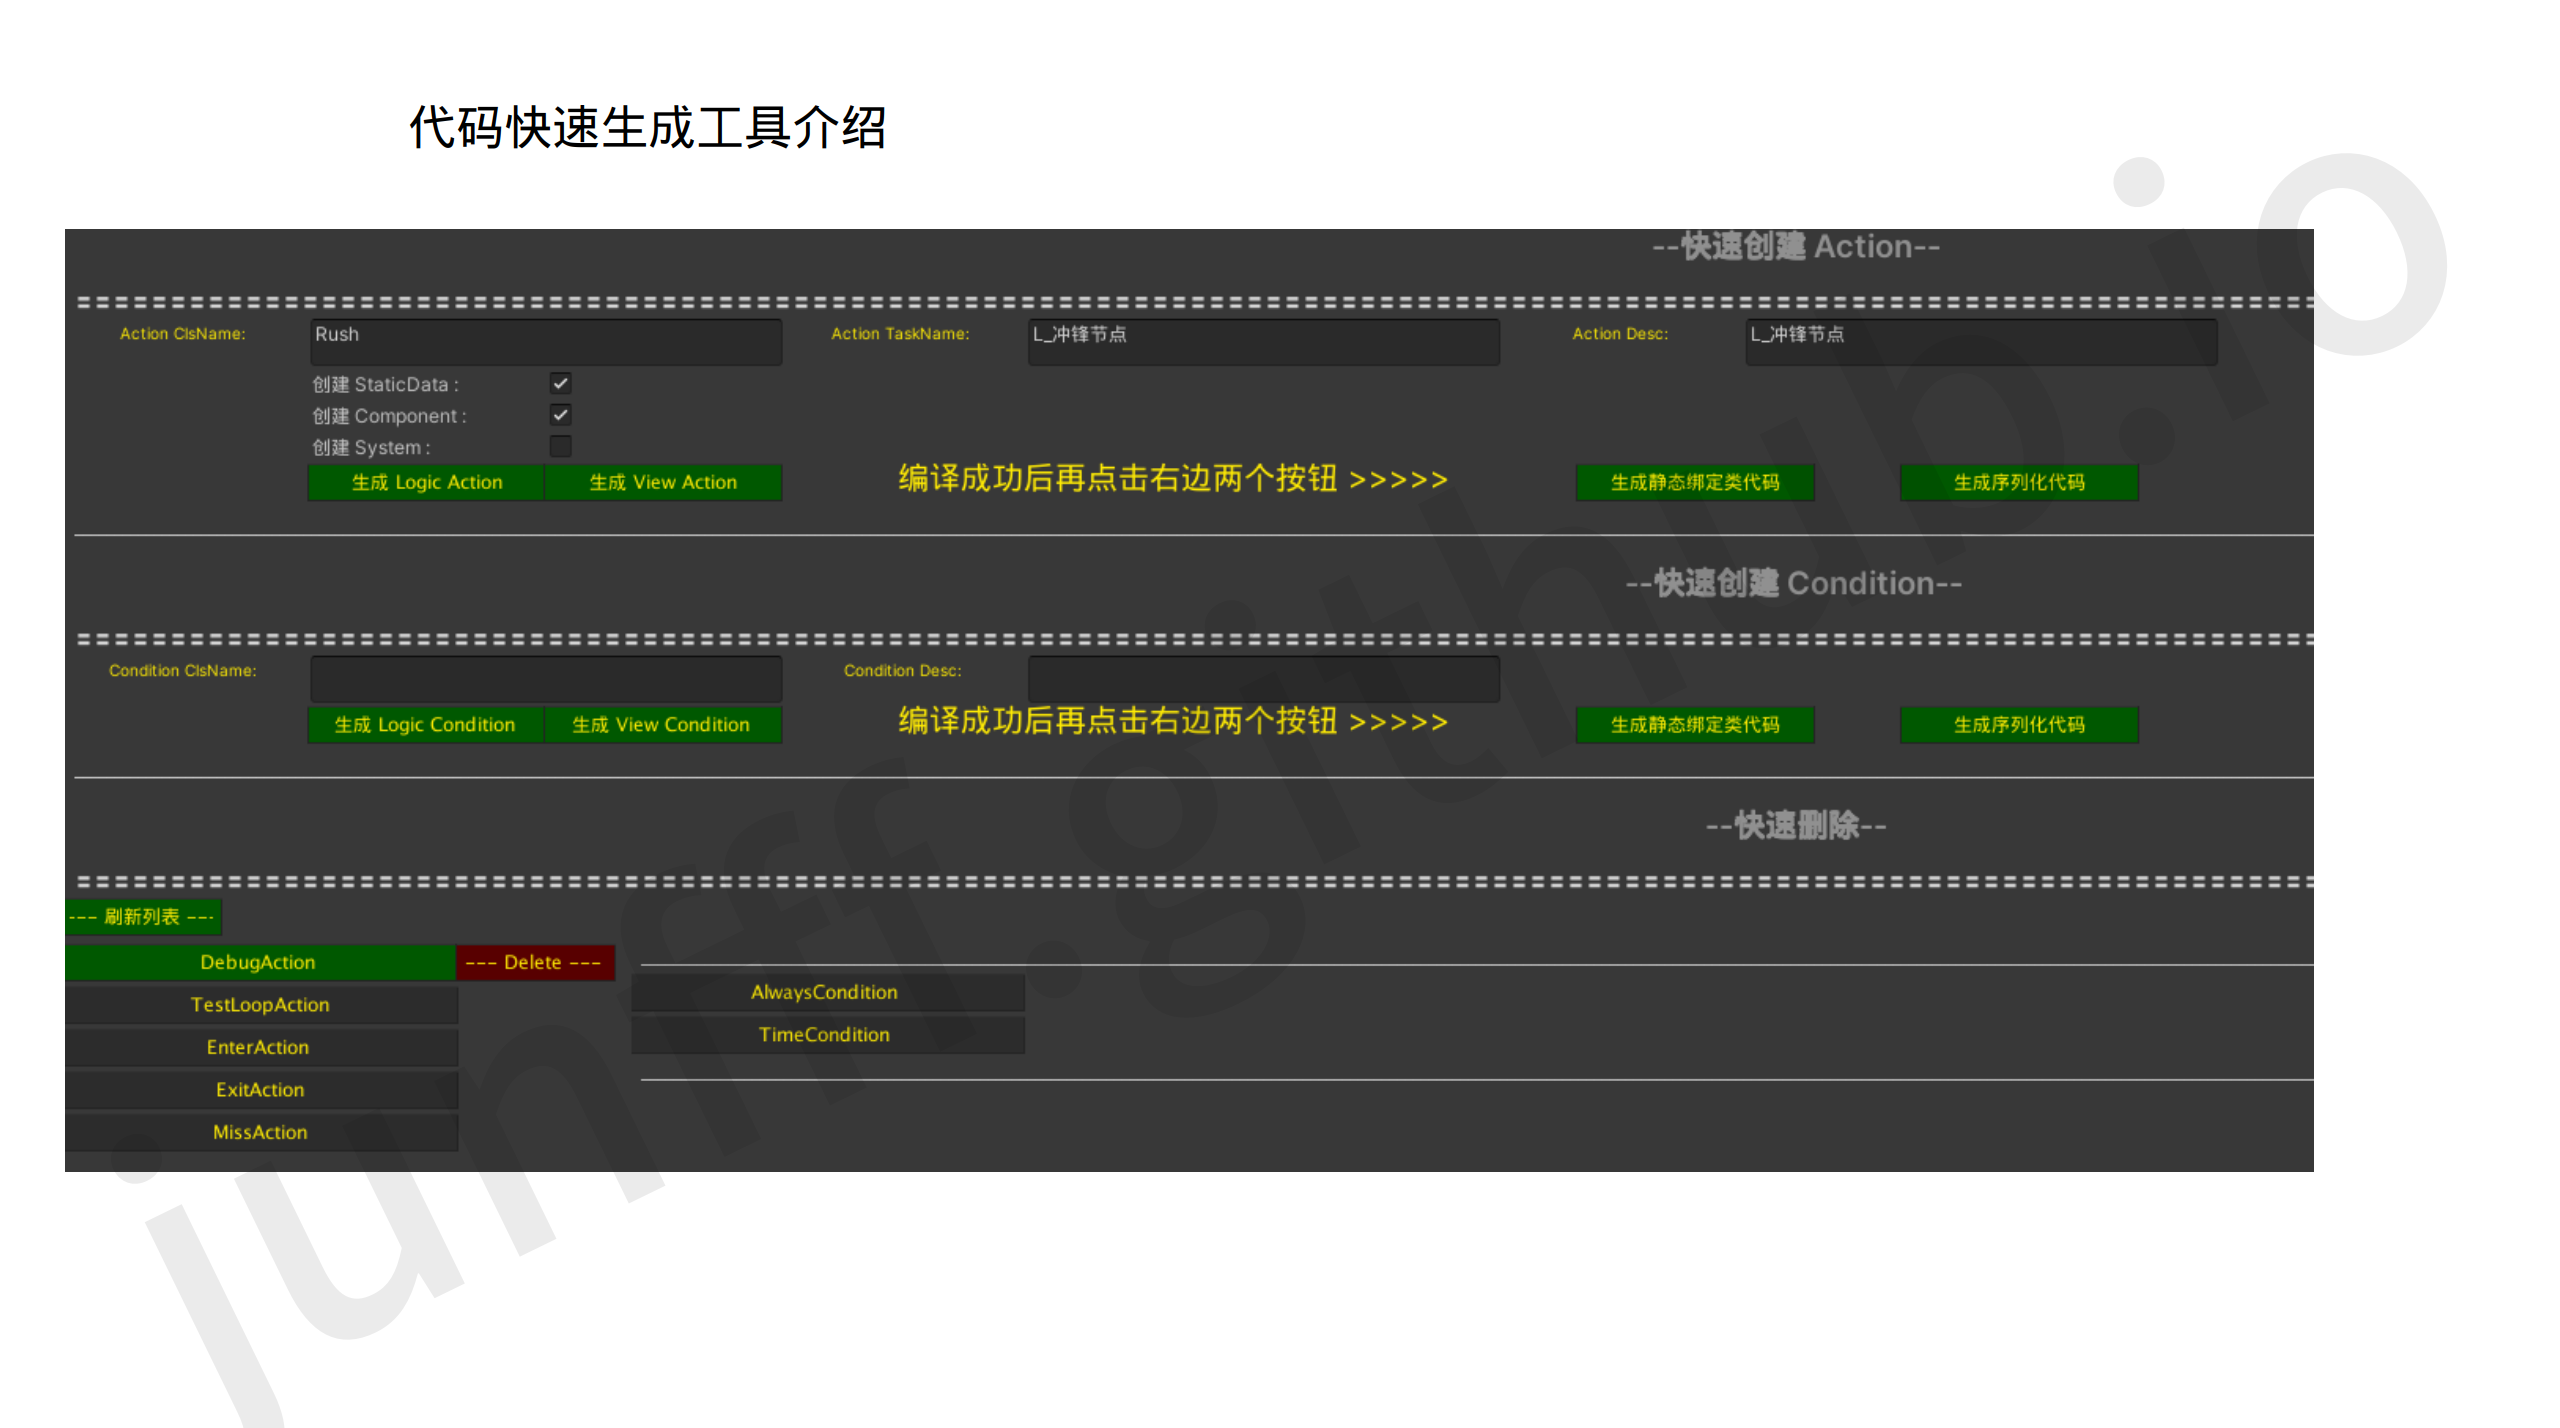 代码快速生成工具介绍
--快速创建 Action--
Action ClsName: Rush Action TaskName: L_冲锋节点 Action Desc: L_冲锋节点
创建 StaticData :
创建 Component :
创建 System :
生成 Logic Action 生成 View Action 编译成功后再点击右边两个按钮 >>>>> 生成静态绑定类代码 生成序列化代码
--快速创建 Condition--
Condition ClsName: Condition Desc:
生成 Logic Condition 生成 View Condition 编译成功后再点击右边两个按钮 >>>>> 生成静态绑定类代码 生成序列化代码
--快速删除--
--- 刷新列表 ---
DebugAction --- Delete ---
AlwaysCondition
TestLoopAction
TimeCondition
EnterAction
ExitAction
MissAction
juniff.github.io